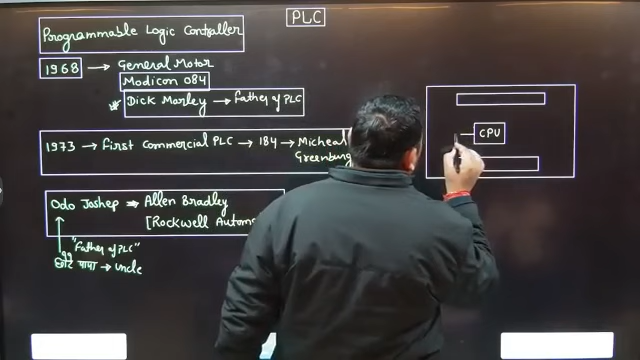 PLC
Programmable Logic Controller
1968 → General Motor
Modicon 084
* Dick Morley → Father of PLC
1973 → First Commercial PLC → 184 → Micheal
Greenburg
Odo Joshep → Allen Bradley
[Rockwell Autom
"Father of PLC"
छोटे पापा → uncle
CPU